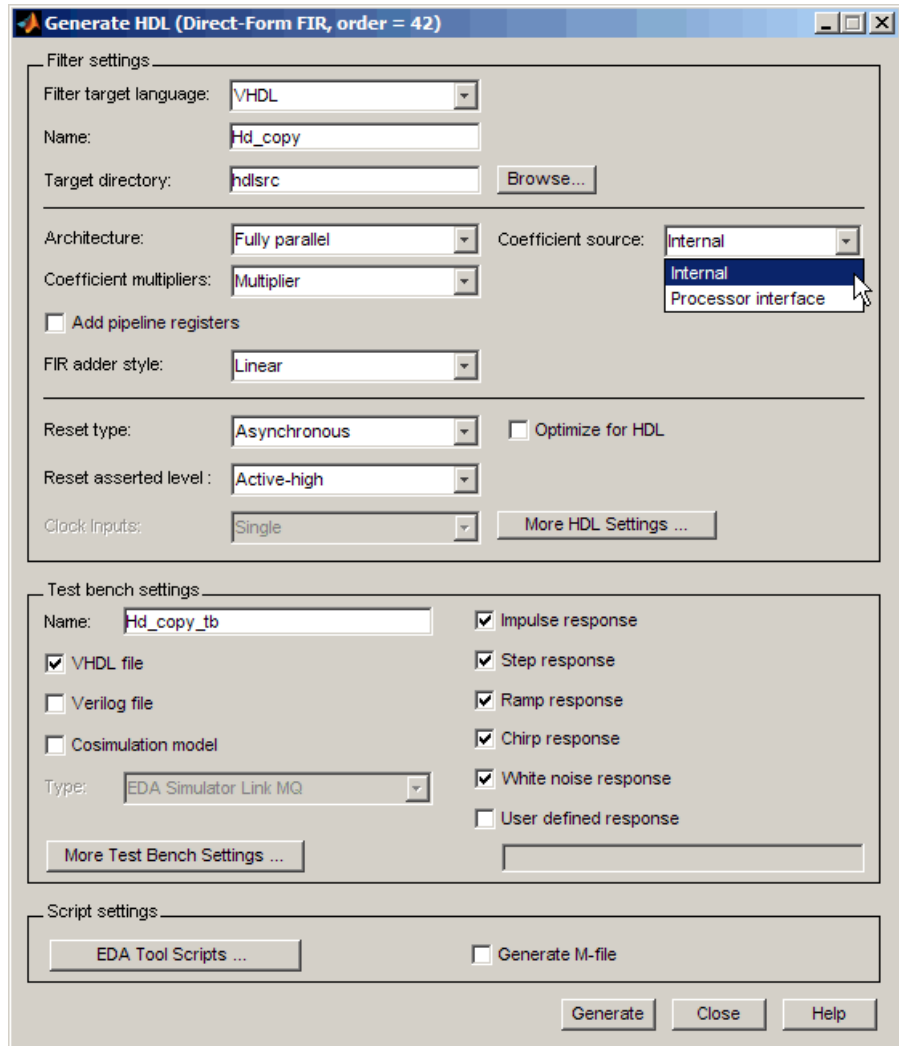 Generate HDL (Direct-Form FIR, order = 42)
Filter settings
Filter target language: VHDL
Name: Hd_copy
Target directory: hdlsrc Browse...
Architecture: Fully parallel Coefficient source: Internal
Internal
Coefficient multipliers: Multiplier
Processor interface
Add pipeline registers
FIR adder style: Linear
Reset type: Asynchronous Optimize for HDL
Reset asserted level : Active-high
Clock Inputs: Single More HDL Settings ...
Test bench settings
Name: Hd_copy_tb Impulse response
VHDL file Step response
Verilog file Ramp response
Cosimulation model Chirp response
Type: EDA Simulator Link MQ White noise response
User defined response
More Test Bench Settings ...
Script settings
EDA Tool Scripts ... Generate M-file
Generate Close Help